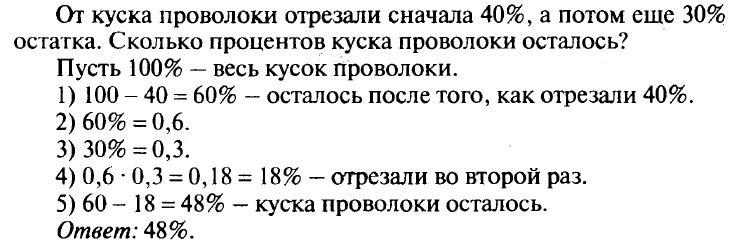 От куска проволоки отрезали сначала 40%, а потом еще 30%
остатка. Сколько процентов куска проволоки осталось?
Пусть 100% – весь кусок проволоки.
1) 100 – 40 = 60% – осталось после того, как отрезали 40%.
2) 60% = 0,6.
3) 30% = 0,3.
4) 0,6 · 0,3 = 0,18 = 18% – отрезали во второй раз.
5) 60 – 18 = 48% – куска проволоки осталось.
Ответ: 48%.